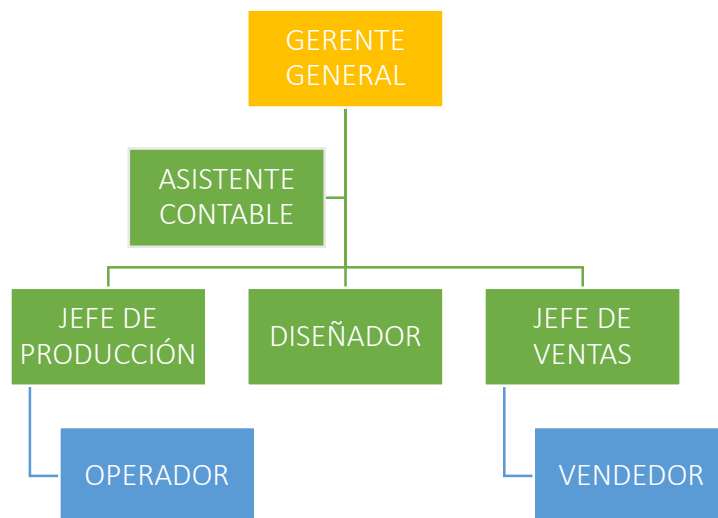 GERENTE
GENERAL
ASISTENTE
CONTABLE
JEFE DE
PRODUCCIÓN
DISEÑADOR
JEFE DE
VENTAS
OPERADOR
VENDEDOR